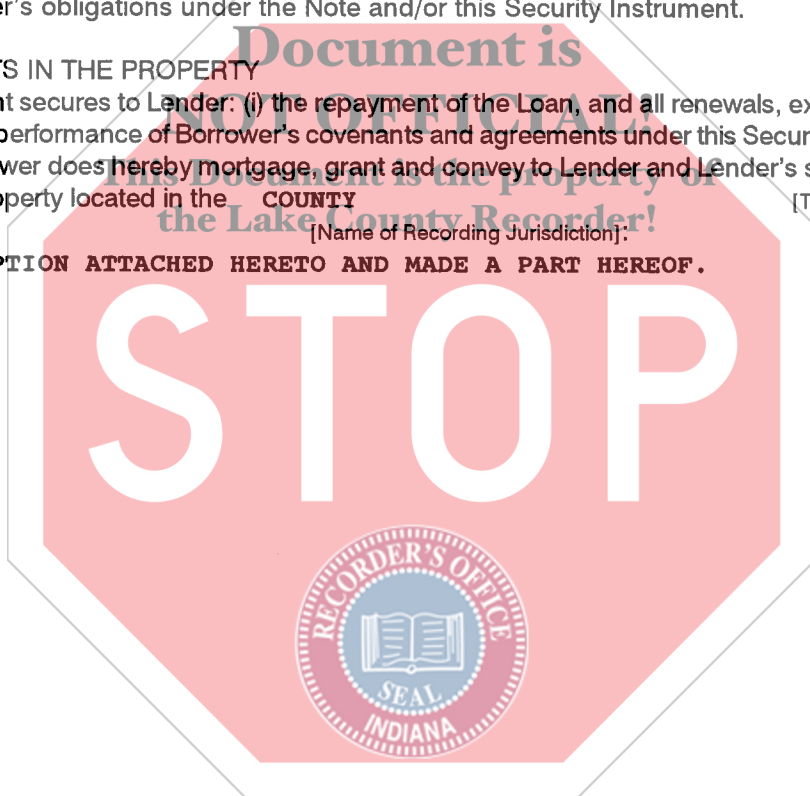 er's obligations under the Note and/or this Security Instrument.
Document is
TS IN THE PROPERTY
nt secures to Lender: (i) the repayment of the Loan, and all renewals, ex
NOT OFFICIAL!
performance of Borrower's covenants and agreements under this Secur
wer does hereby mortgage, grant and convey to Lender and Lender's s
This Document is the property of
operty located in the COUNTY [T
the Lake County Recorder!
[Name of Recording Jurisdiction]:
PTION ATTACHED HERETO AND MADE A PART HEREOF.
STOP
RECORDER'S OFFICE
SEAL
INDIANA